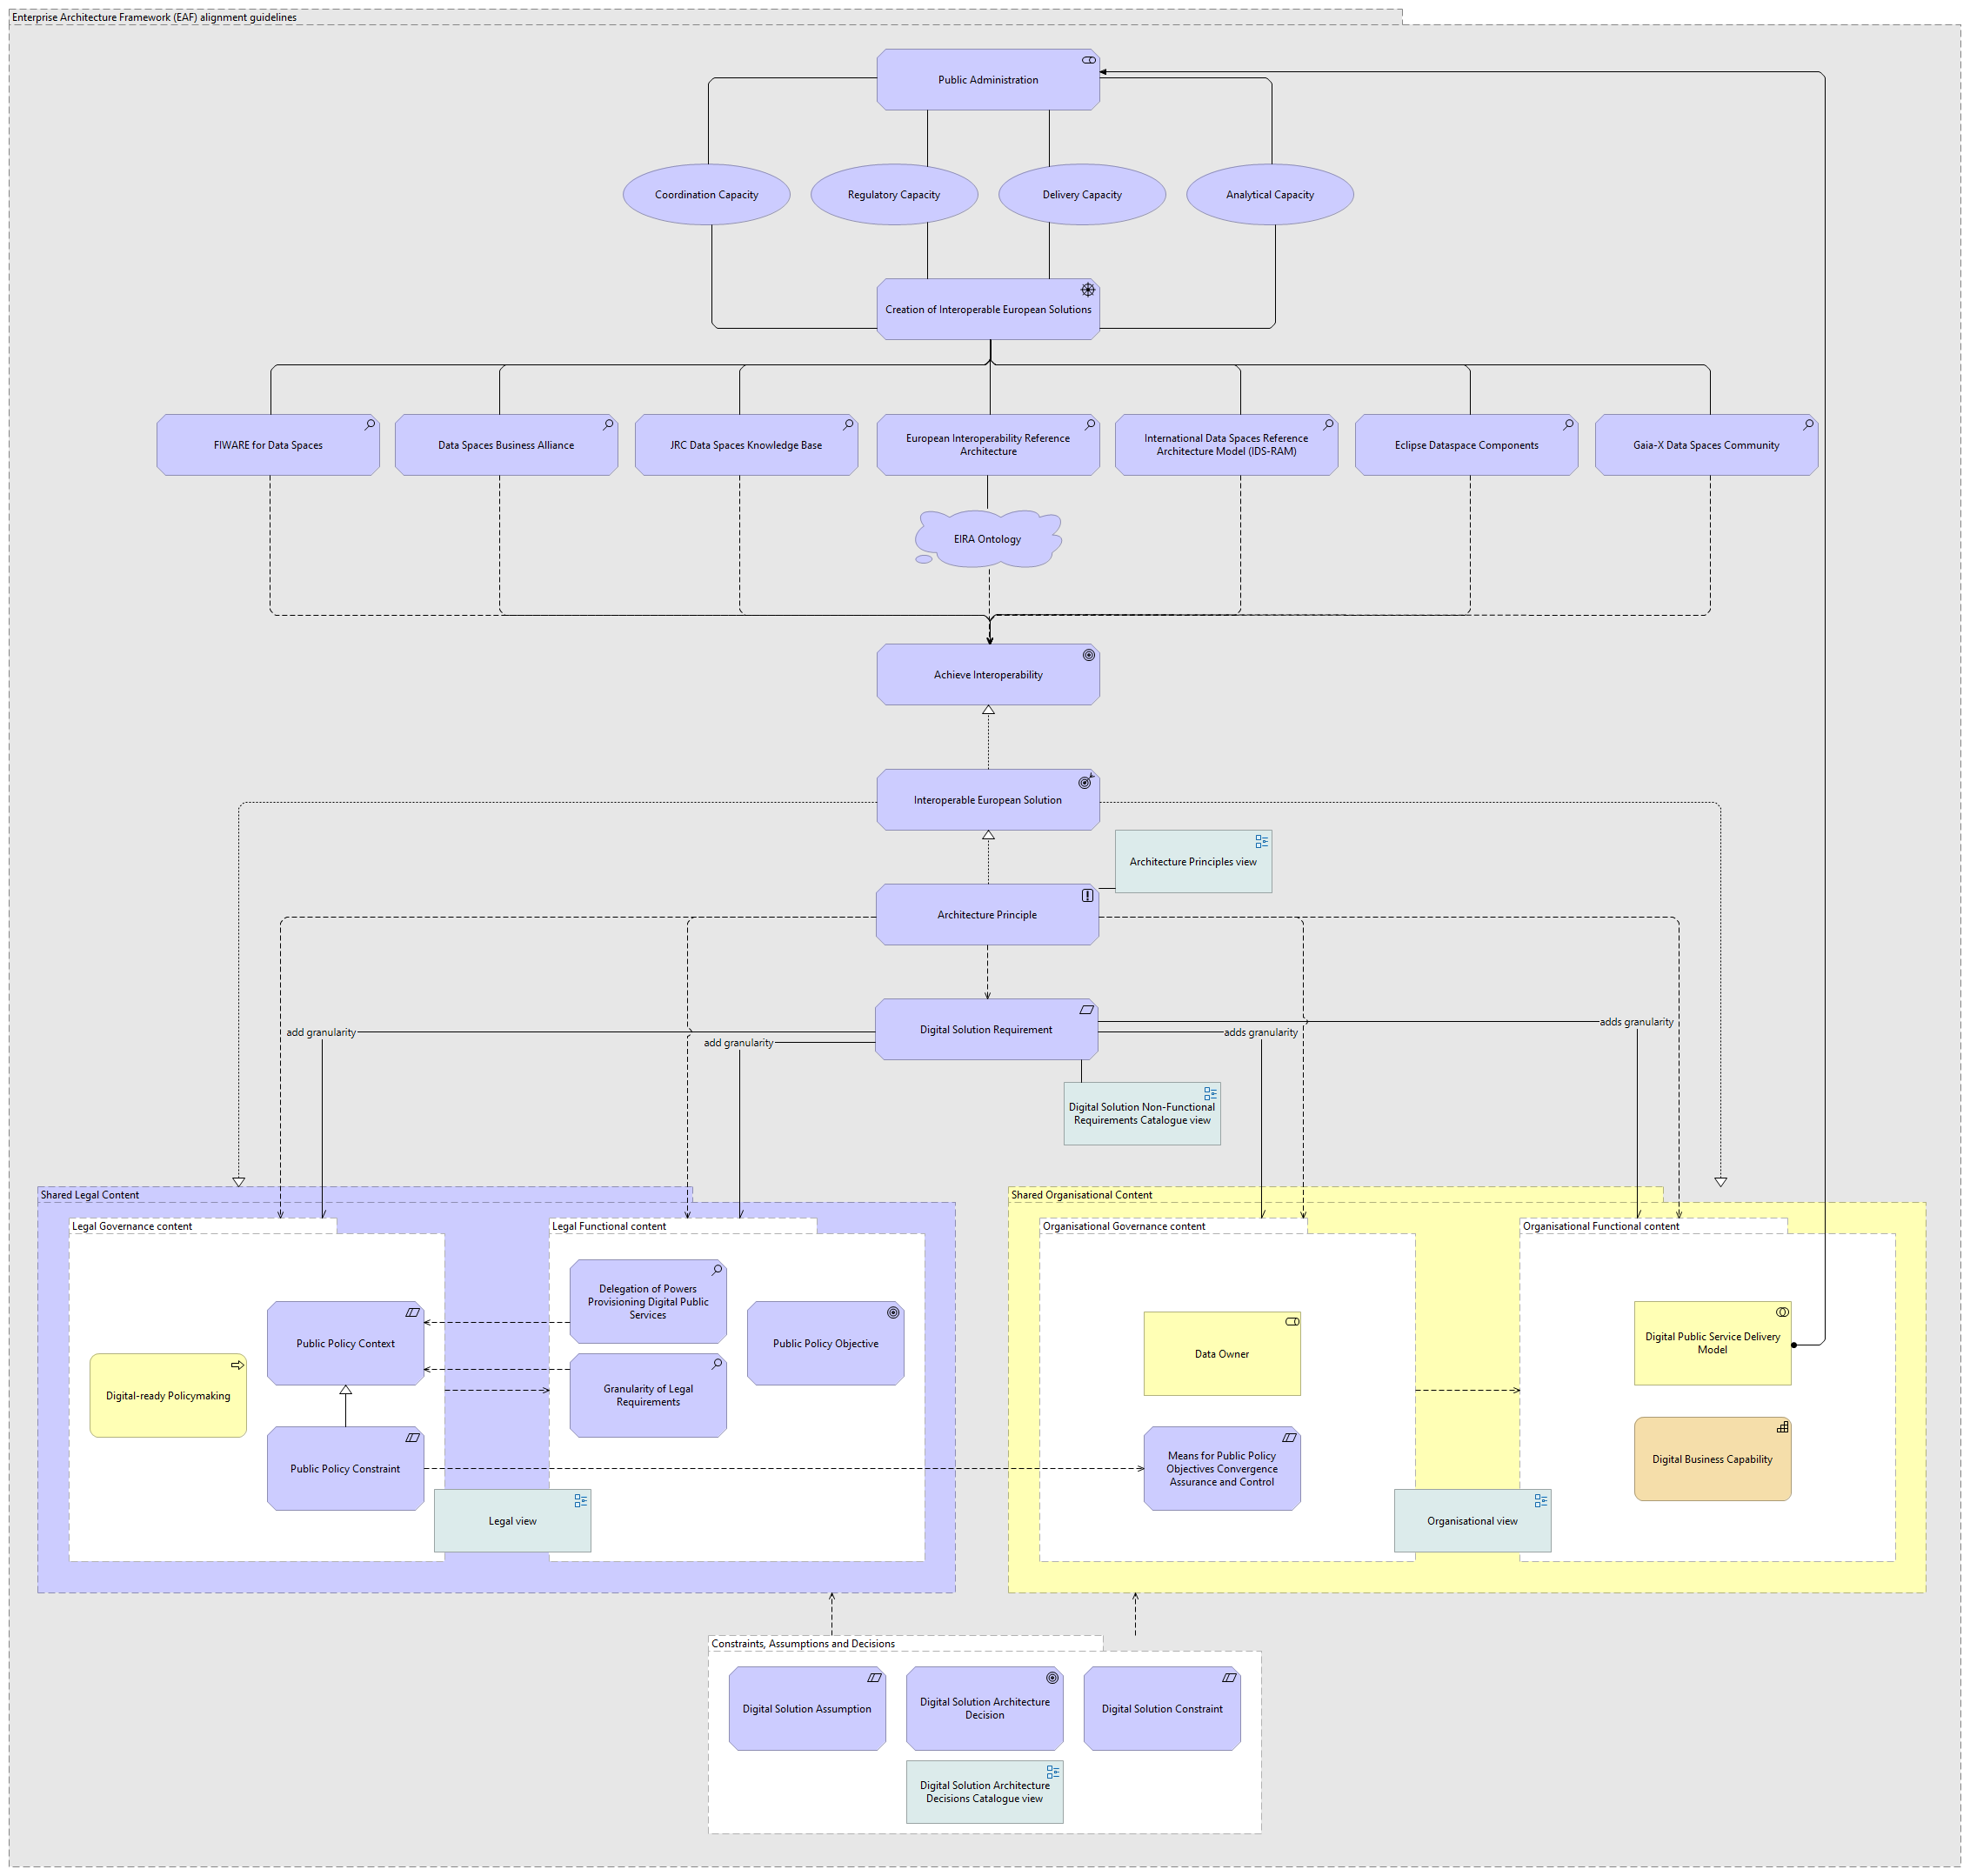 Enterprise Architecture Framework (EAF) alignment guidelines
Public Administration
Coordination Capacity
Regulatory Capacity
Delivery Capacity
Analytical Capacity
Creation of Interoperable European Solutions
FIWARE for Data Spaces
Data Spaces Business Alliance
JRC Data Spaces Knowledge Base
European Interoperability Reference
Architecture
International Data Spaces Reference
Architecture Model (IDS-RAM)
Eclipse Dataspace Components
Gaia-X Data Spaces Community
EIRA Ontology
Achieve Interoperability
Interoperable European Solution
Architecture Principles view
Architecture Principle
Digital Solution Requirement
add granularity
add granularity
adds granularity
adds granularity
Digital Solution Non-Functional
Requirements Catalogue view
Shared Legal Content
Legal Governance content
Digital-ready Policymaking
Public Policy Context
Public Policy Constraint
Legal Functional content
Delegation of Powers
Provisioning Digital Public
Services
Granularity of Legal
Requirements
Public Policy Objective
Legal view
Shared Organisational Content
Organisational Governance content
Data Owner
Means for Public Policy
Objectives Convergence
Assurance and Control
Organisational Functional content
Digital Public Service Delivery
Model
Digital Business Capability
Organisational view
Constraints, Assumptions and Decisions
Digital Solution Assumption
Digital Solution Architecture
Decision
Digital Solution Constraint
Digital Solution Architecture
Decisions Catalogue view